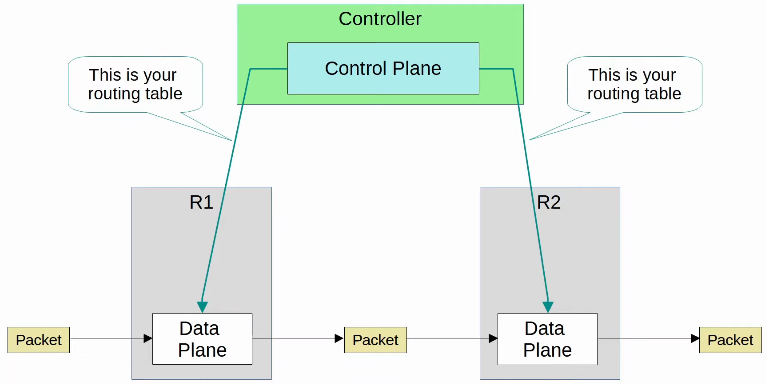 Controller
Control Plane
This is your
routing table
This is your
routing table
R1
R2
Packet
Data
Plane
Packet
Data
Plane
Packet